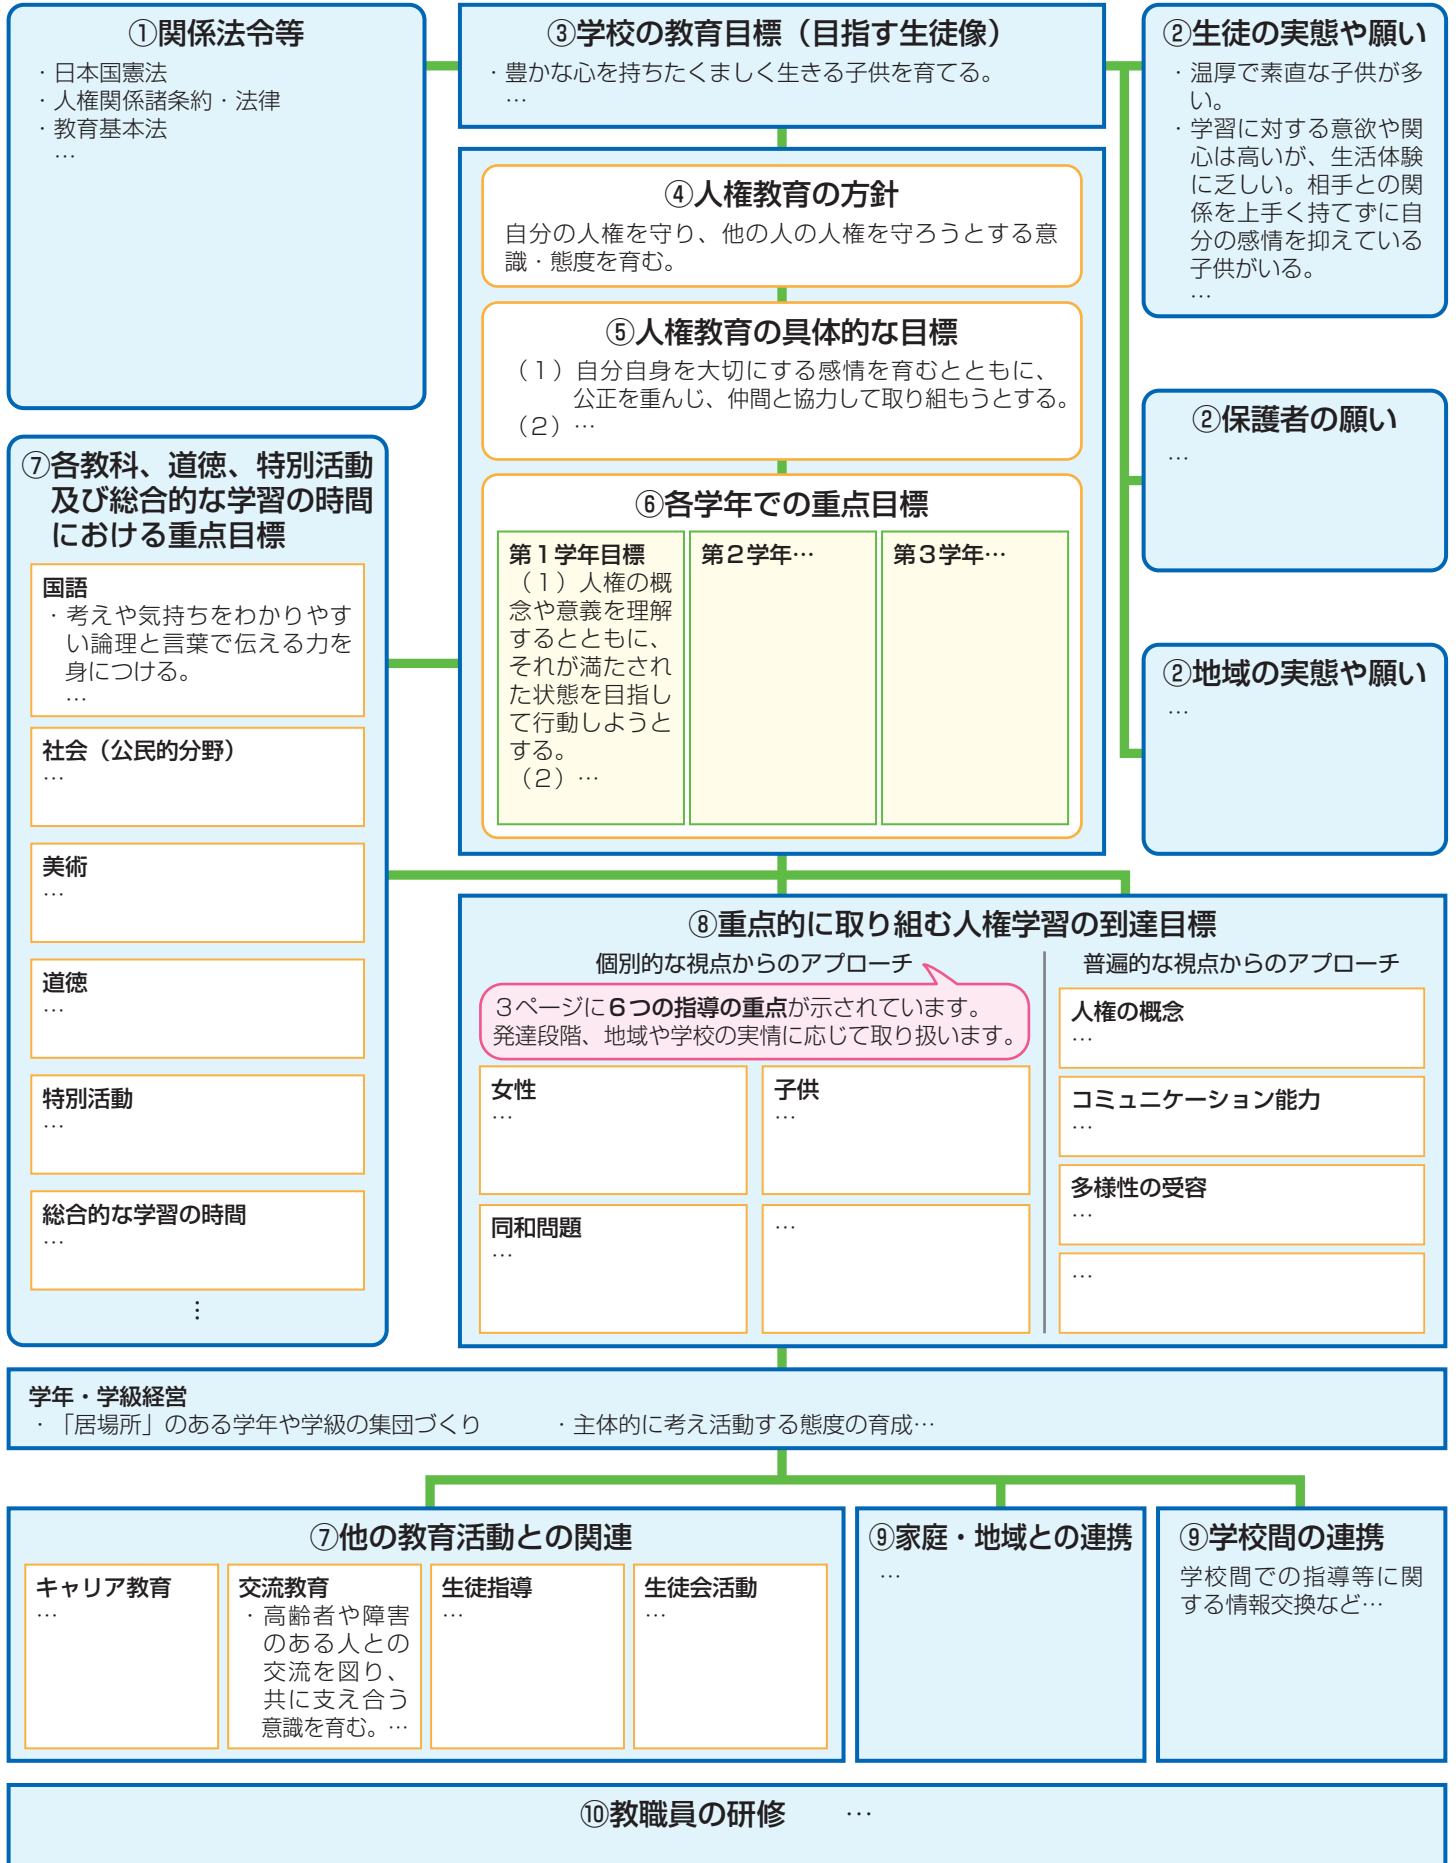 ①関係法令等
・日本国憲法
・人権関係諸条約・法律
・教育基本法
…
③学校の教育目標（目指す生徒像）
・豊かな心を持ちたくましく生きる子供を育てる。
…
②生徒の実態や願い
・温厚で素直な子供が多
い。
・学習に対する意欲や関
心は高いが、生活体験
に乏しい。相手との関
係を上手く持てずに自
分の感情を抑えている
子供がいる。
…
④人権教育の方針
自分の人権を守り、他の人の人権を守ろうとする意
識・態度を育む。
⑤人権教育の具体的な目標
（１）自分自身を大切にする感情を育むとともに、
公正を重んじ、仲間と協力して取り組もうとする。
（２）…
②保護者の願い
…
⑥各学年での重点目標
第１学年目標
（１）人権の概
念や意義を理解
するとともに、
それが満たされ
た状態を目指し
て行動しようと
する。
（２）…
第２学年…
第３学年…
②地域の実態や願い
…
⑦各教科、道徳、特別活動
及び総合的な学習の時間
における重点目標
国語
・考えや気持ちをわかりやす
い論理と言葉で伝える力を
身につける。
…
社会（公民的分野）
…
美術
…
道徳
…
特別活動
…
総合的な学習の時間
…
⋮
⑧重点的に取り組む人権学習の到達目標
個別的な視点からのアプローチ
３ページに６つの指導の重点が示されています。
発達段階、地域や学校の実情に応じて取り扱います。
女性
…
子供
…
同和問題
…
…
普遍的な視点からのアプローチ
人権の概念
…
コミュニケーション能力
…
多様性の受容
…
…
学年・学級経営
・「居場所」のある学年や学級の集団づくり　　　・主体的に考え活動する態度の育成…
⑦他の教育活動との関連
キャリア教育
…
交流教育
・高齢者や障害
のある人との
交流を図り、
共に支え合う
意識を育む。…
生徒指導
…
生徒会活動
…
⑨家庭・地域との連携
…
⑨学校間の連携
学校間での指導等に関
する情報交換など…
⑩教職員の研修　　…